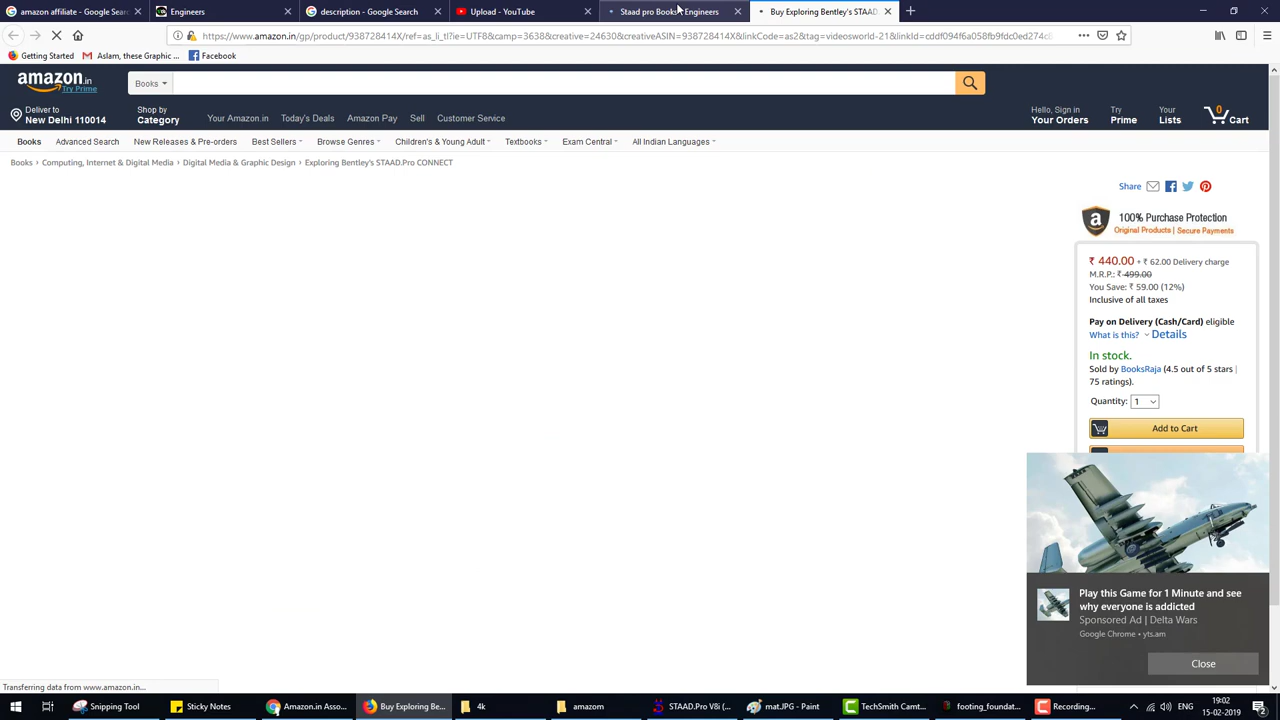 amazon affiliate - Google Sear
Engineers
description - Google Search
Upload - YouTube
Staad pro Books - Engineers
Buy Exploring Bentley's STAAD.
https://www.amazon.in/gp/product/938728414X/ref=as_li_tl?ie=UTF8&camp=3638&creative=24630&creativeASIN=938728414X&linkCode=as2&tag=videosworld-21&linkId=cddf094f6a058fb9fdc0ed274c8
Getting Started
Aslam, these Graphic ...
Facebook
amazon.in
Try Prime
Books
Deliver to
New Delhi 110014
Shop by
Category
Your Amazon.in
Today's Deals
Amazon Pay
Sell
Customer Service
Hello, Sign in
Your Orders
Try
Prime
Your
Lists
0
Cart
Books
Advanced Search
New Releases & Pre-orders
Best Sellers
Browse Genres
Children's & Young Adult
Textbooks
Exam Central
All Indian Languages
Books › Computing, Internet & Digital Media › Digital Media & Graphic Design › Exploring Bentley's STAAD.Pro CONNECT
Share
a
100% Purchase Protection
Original Products | Secure Payments
₹ 440.00 + ₹ 62.00 Delivery charge
M.R.P.: ₹ 499.00
You Save: ₹ 59.00 (12%)
Inclusive of all taxes
Pay on Delivery (Cash/Card) eligible
What is this? Details
In stock.
Sold by BooksRaja (4.5 out of 5 stars |
75 ratings).
Quantity: 1
Add to Cart
Play this Game for 1 Minute and see
why everyone is addicted
Sponsored Ad | Delta Wars
Google Chrome • yts.am
Close
Transferring data from www.amazon.in...
Snipping Tool
Sticky Notes
Amazon.in Asso...
Buy Exploring Be...
4k
amazom
STAAD.Pro V8i (...
mat.JPG - Paint
TechSmith Camt...
footing_foundat...
Recording...
ENG
19:02
15-02-2019
2